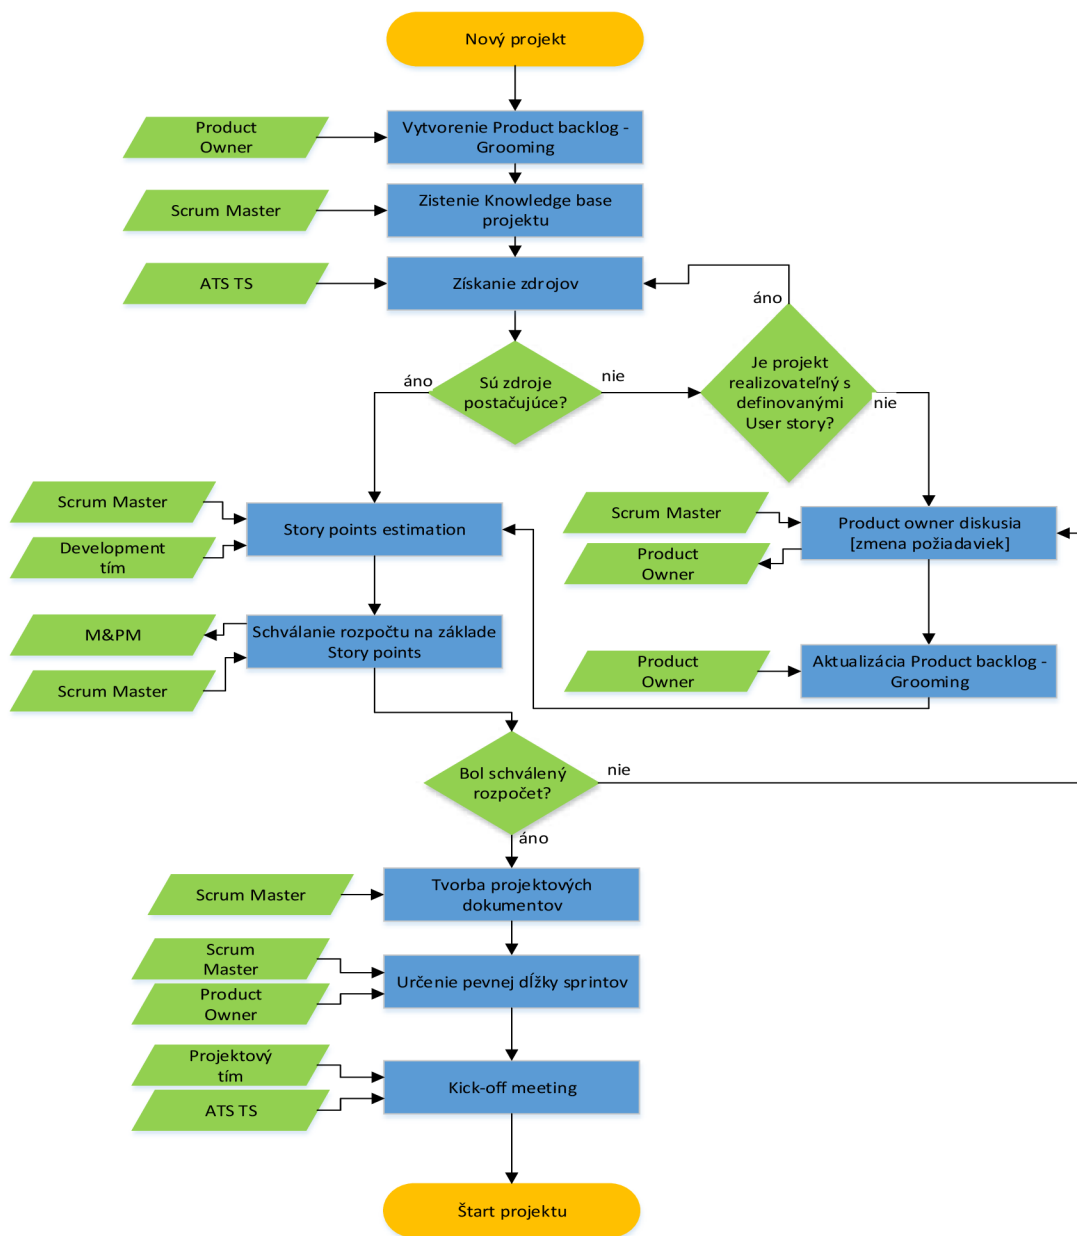 Nový projekt
Product
Owner
Vytvorenie Product backlog -
Grooming
Scrum Master
Zistenie Knowledge base
projektu
ATS TS
Získanie zdrojov
áno
Je projekt
realizovateľný s
definovanými
User story?
áno
Sú zdroje
postačujúce?
nie
nie
Scrum Master
Development
tím
Story points estimation
Scrum Master
Product
Owner
Product owner diskusia
[zmena požiadaviek]
M&PM
Scrum Master
Schválanie rozpočtu na základe
Story points
Product
Owner
Aktualizácia Product backlog -
Grooming
Bol schválený
rozpočet?
nie
áno
Scrum Master
Tvorba projektových
dokumentov
Scrum
Master
Product
Owner
Určenie pevnej dĺžky sprintov
Projektový
tím
ATS TS
Kick-off meeting
Štart projektu